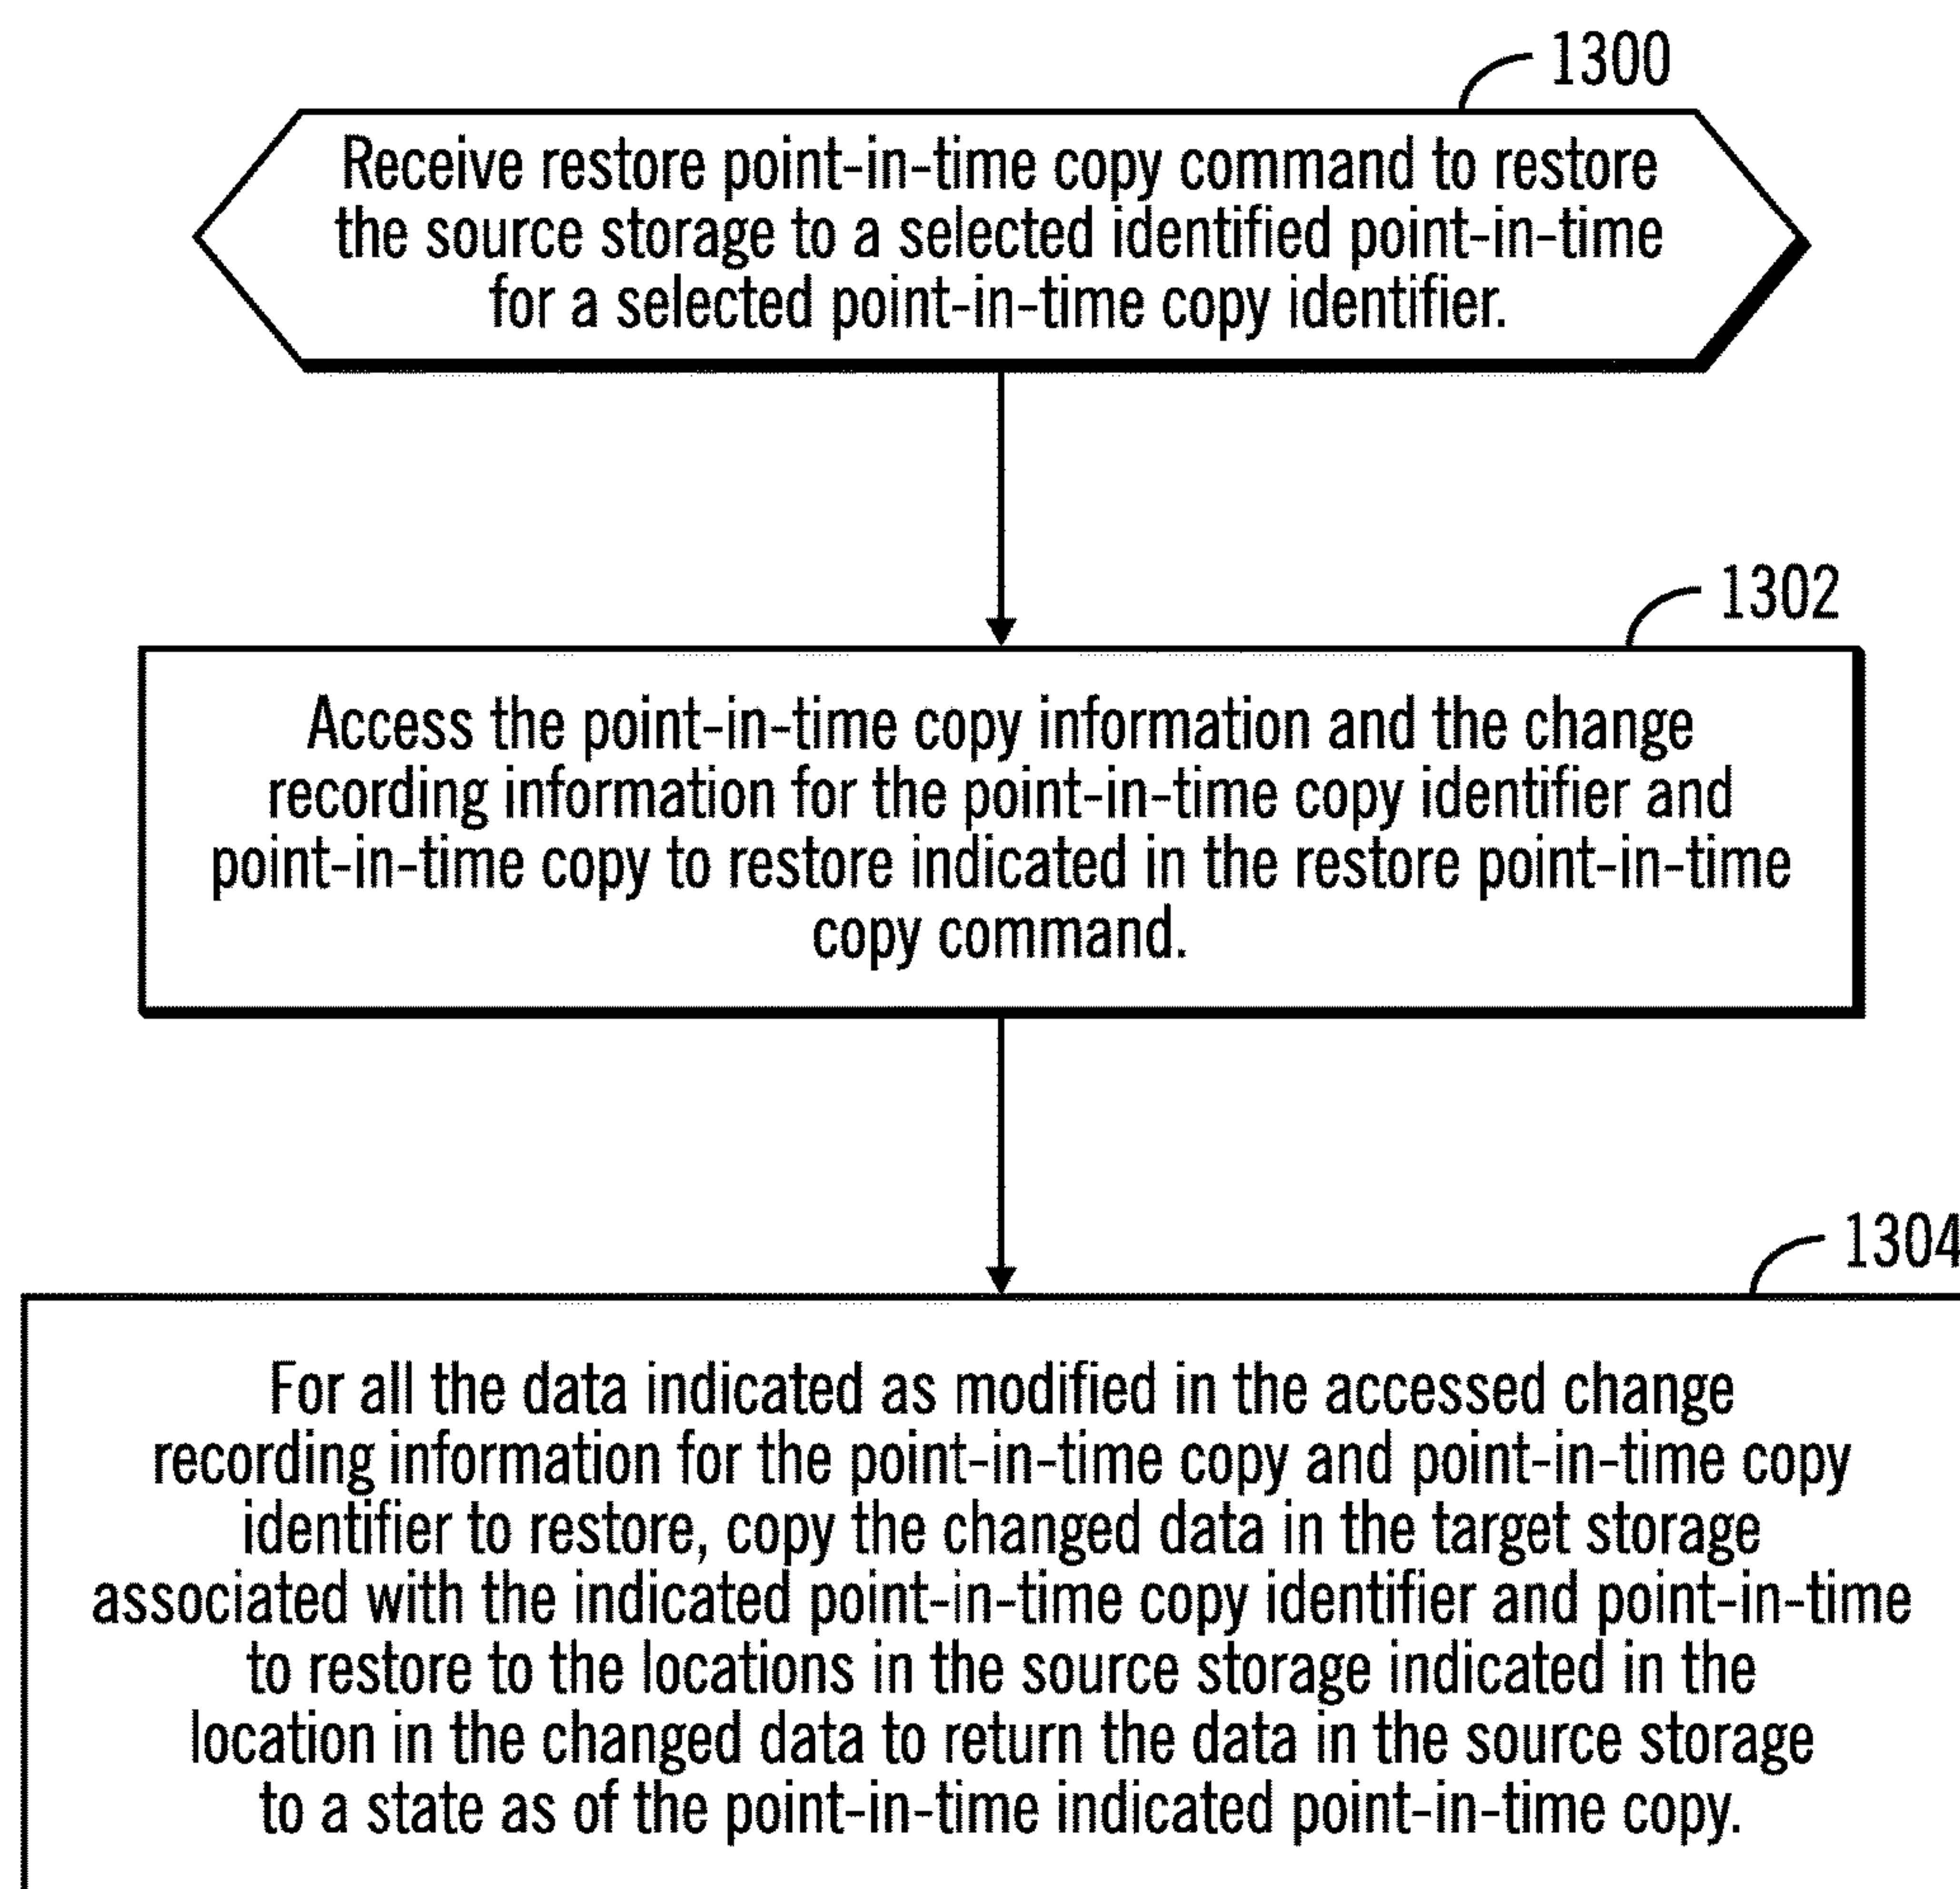 1300
Receive restore point-in-time copy command to restore
the source storage to a selected identified point-in-time
for a selected point-in-time copy identifier.
1302
Access the point-in-time copy information and the change
recording information for the point-in-time copy identifier and
point-in-time copy to restore indicated in the restore point-in-time
copy command.
1304
For all the data indicated as modified in the accessed change
recording information for the point-in-time copy and point-in-time copy
identifier to restore, copy the changed data in the target storage
associated with the indicated point-in-time copy identifier and point-in-time
to restore to the locations in the source storage indicated in the
location in the changed data to return the data in the source storage
to a state as of the point-in-time indicated point-in-time copy.